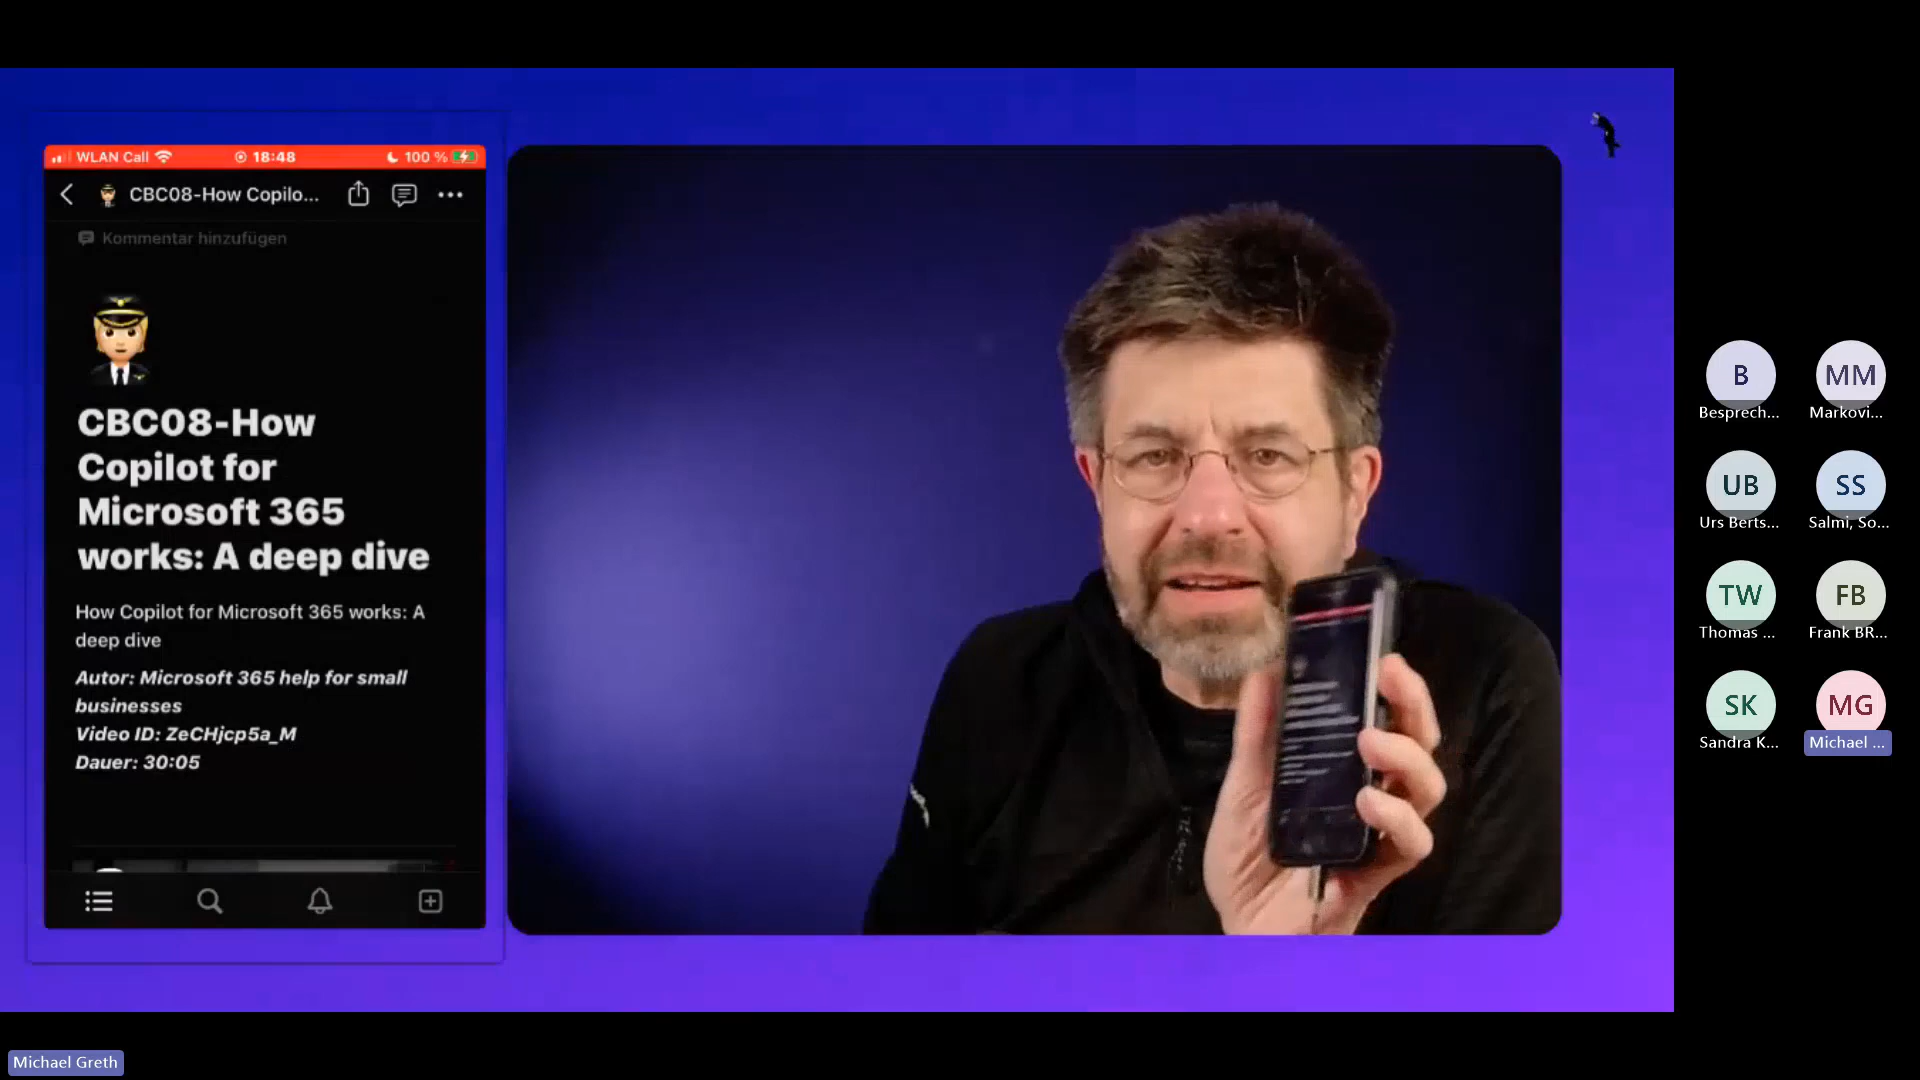 WLAN Call
18:48
100 %
CBC08-How Copilo...
Kommentar hinzufügen
CBC08-How
Copilot for
Microsoft 365
works: A deep dive
How Copilot for Microsoft 365 works: A
deep dive
Autor: Microsoft 365 help for small
businesses
Video ID: ZeCHjcp5a_M
Dauer: 30:05
B
Besprech...
MM
Markovi...
UB
Urs Berts...
SS
Salmi, So...
TW
Thomas ...
FB
Frank BR...
SK
Sandra K...
MG
Michael ...
Michael Greth